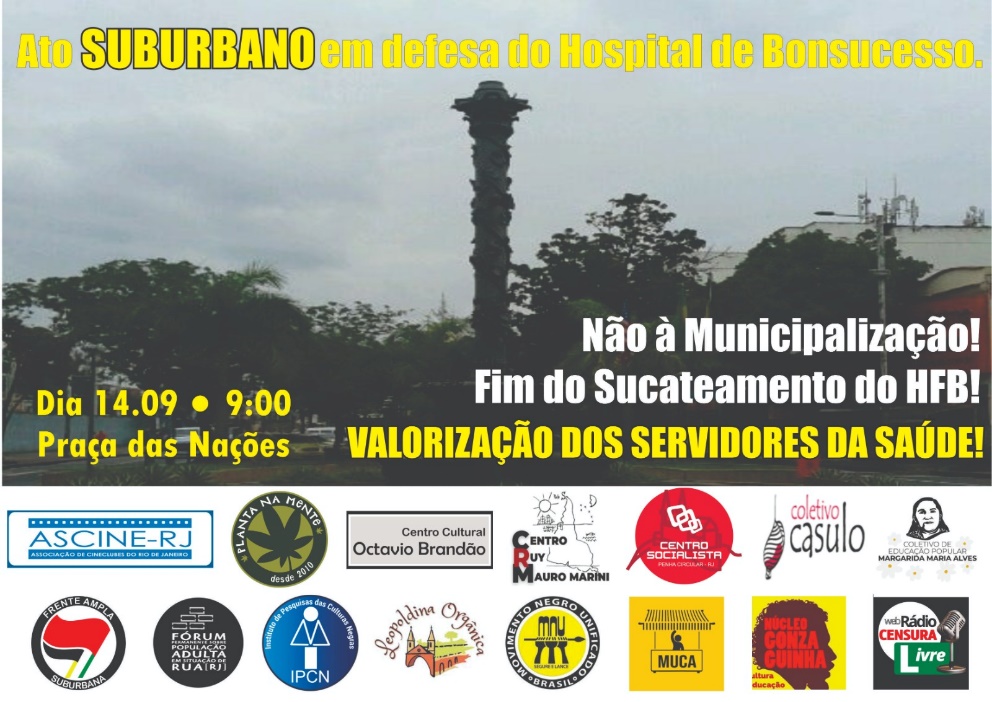 Ato SUBURBANO em defesa do Hospital de Bonsucesso.
Não à Municipalização!
Fim do Sucateamento do HFB!
VALORIZAÇÃO DOS SERVIDORES DA SAÚDE!
Dia 14.09 • 9:00
Praça das Nações
ASCINE-RJ
ASSOCIAÇÃO DE CINECLUBES DO RIO DE JANEIRO
PLANTA NA MENTE
desde 2010
Centro Cultural
Octavio Brandão
CENTRO
RUY
MAURO MARINI
CENTRO
SOCIALISTA
PENHA CIRCULAR - RJ
coletivo
casulo
COLETIVO DE
EDUCAÇÃO POPULAR
MARGARIDA MARIA ALVES
FRENTE AMPLA
SUBURBANA
FÓRUM
PERMANENTE SOBRE
POPULAÇÃO
ADULTA
EM SITUAÇÃO DE
RUA(RJ)
Instituto de Pesquisas das Culturas Negras
IPCN
Leopoldina Orgânica
MOVIMENTO NEGRO UNIFICADO
MNU
BRASIL
MUCA
NÚCLEO
GONZA
GUINHA
ultura
ducação
web Rádio
CENSURA
Livre